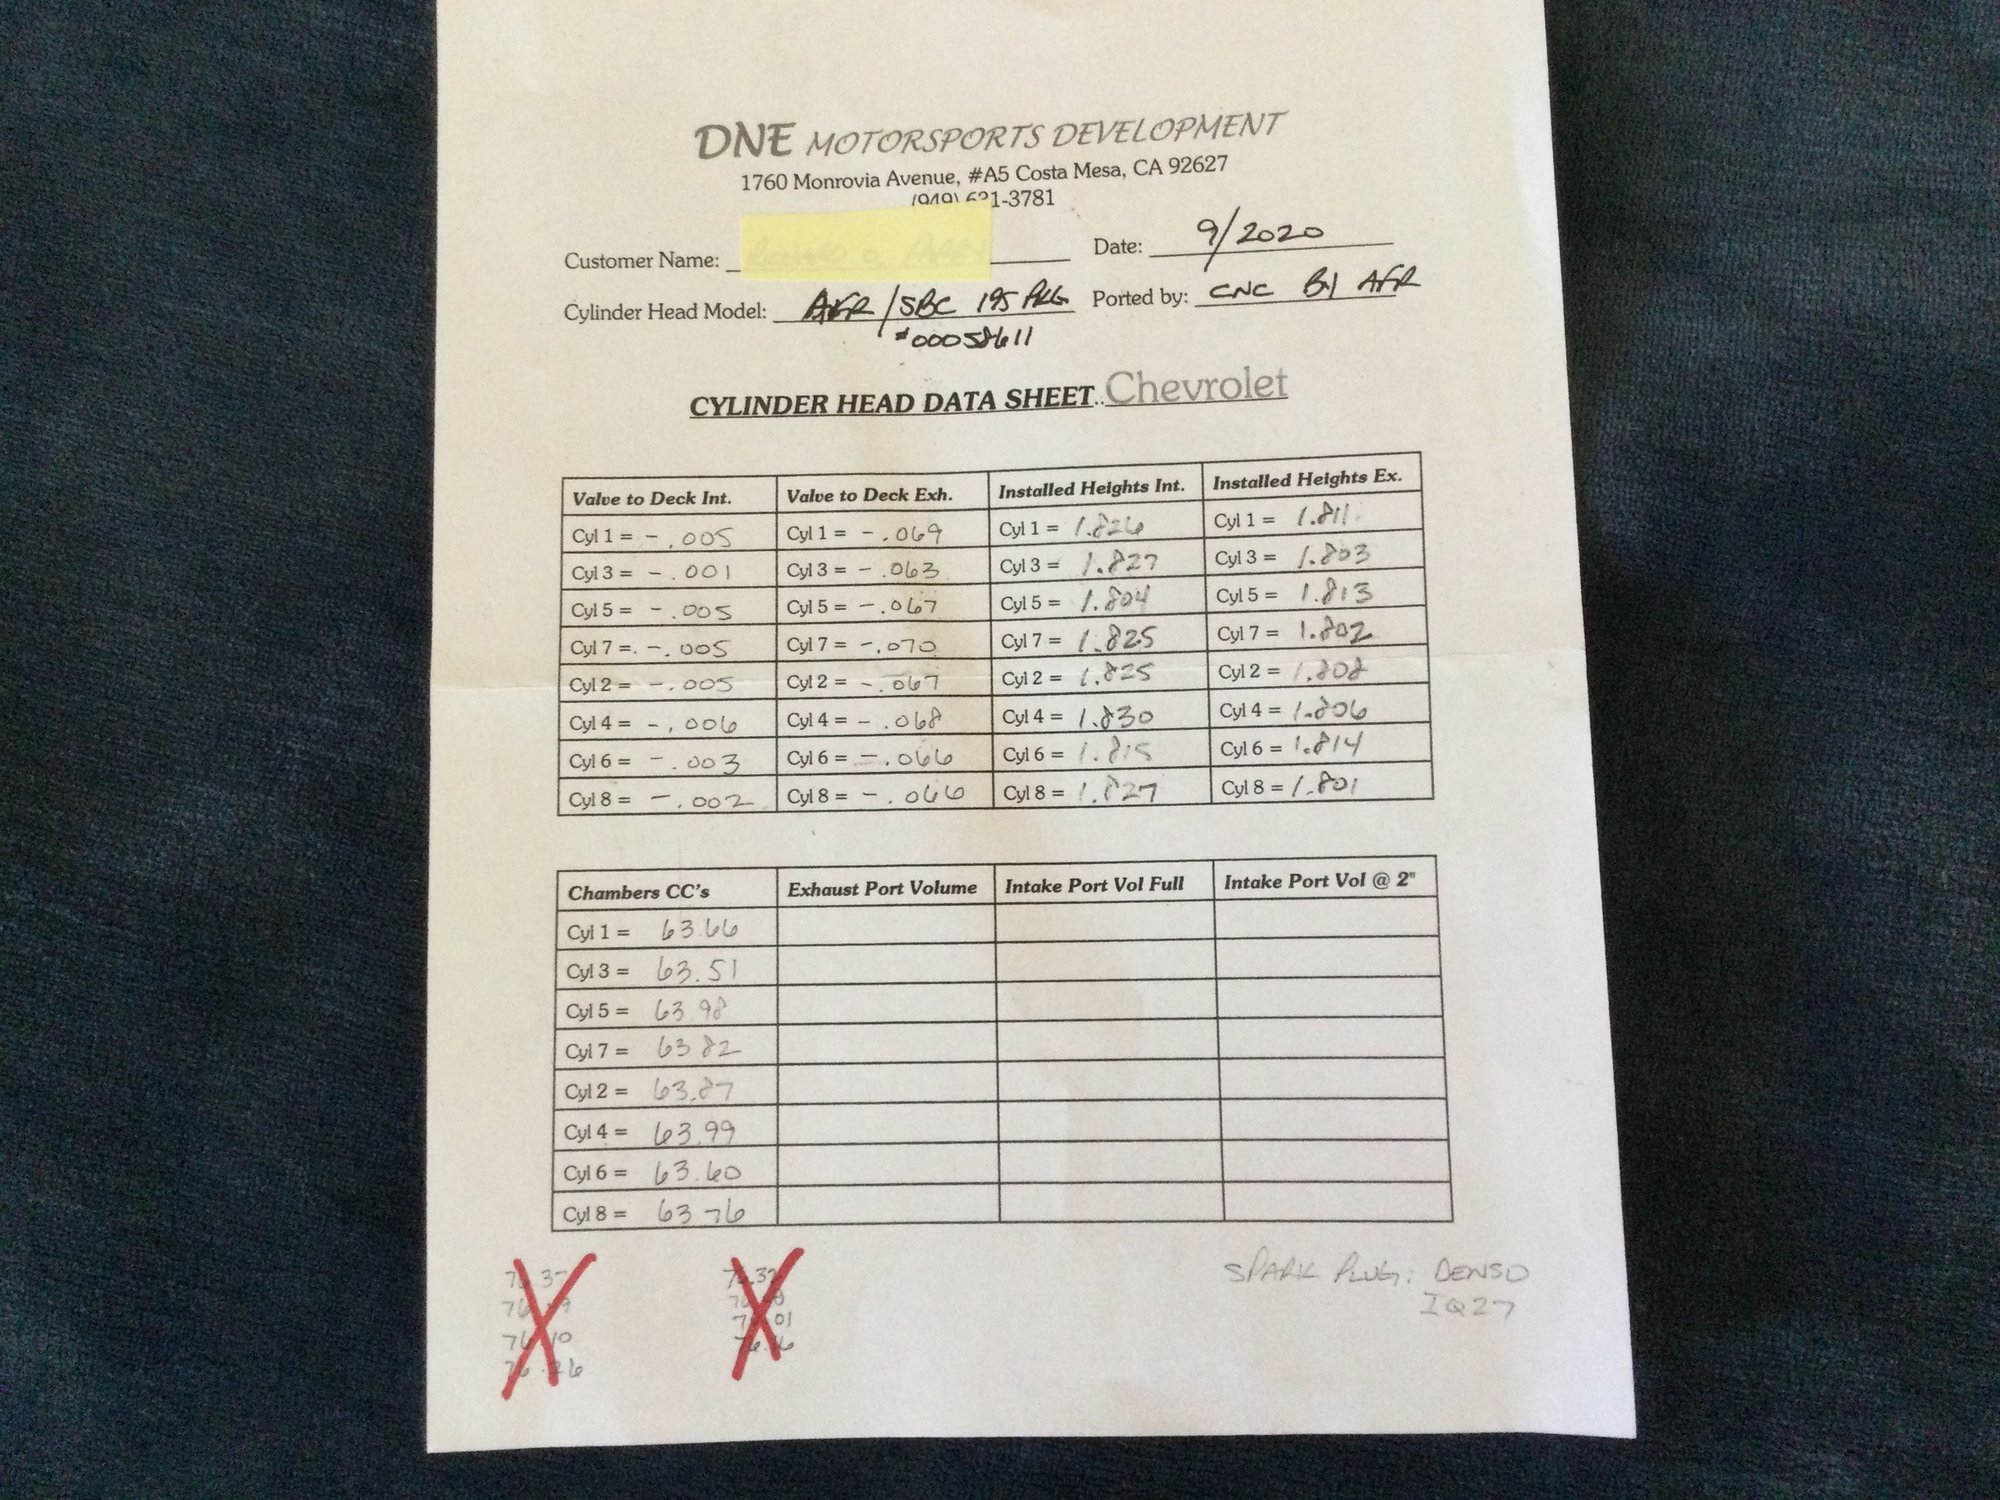 DNE MOTORSPORTS DEVELOPMENT
1760 Monrovia Avenue, #A5 Costa Mesa, CA 92627
(949) 631-3781
Customer Name: Date: 9/2020
Cylinder Head Model: AFR/SBC 195 Ported by: CNC BY AFR
#00058611
CYLINDER HEAD DATA SHEET..Chevrolet
Valve to Deck Int. Valve to Deck Exh. Installed Heights Int. Installed Heights Ex.
Cyl 1 = -.005 Cyl 1 = -.069 Cyl 1 = 1.826 Cyl 1 = 1.811
Cyl 3 = -.001 Cyl 3 = -.063 Cyl 3 = 1.827 Cyl 3 = 1.803
Cyl 5 = -.005 Cyl 5 = -.067 Cyl 5 = 1.804 Cyl 5 = 1.813
Cyl 7 =. -.005 Cyl 7 = -.070 Cyl 7 = 1.825 Cyl 7 = 1.802
Cyl 2 = -.005 Cyl 2 = -.067 Cyl 2 = 1.825 Cyl 2 = 1.808
Cyl 4 = -.006 Cyl 4 = -.068 Cyl 4 = 1.830 Cyl 4 = 1.806
Cyl 6 = -.003 Cyl 6 = -.066 Cyl 6 = 1.815 Cyl 6 = 1.814
Cyl 8 = -.002 Cyl 8 = -.066 Cyl 8 = 1.827 Cyl 8 = 1.801
Chambers CC's Exhaust Port Volume Intake Port Vol Full Intake Port Vol @ 2"
Cyl 1 = 63.66
Cyl 3 = 63.51
Cyl 5 = 63.98
Cyl 7 = 63 82
Cyl 2 = 63.87
Cyl 4 = 63.99
Cyl 6 = 63.60
Cyl 8 = 63 76
SPARK PLUG: DENSO
IQ27